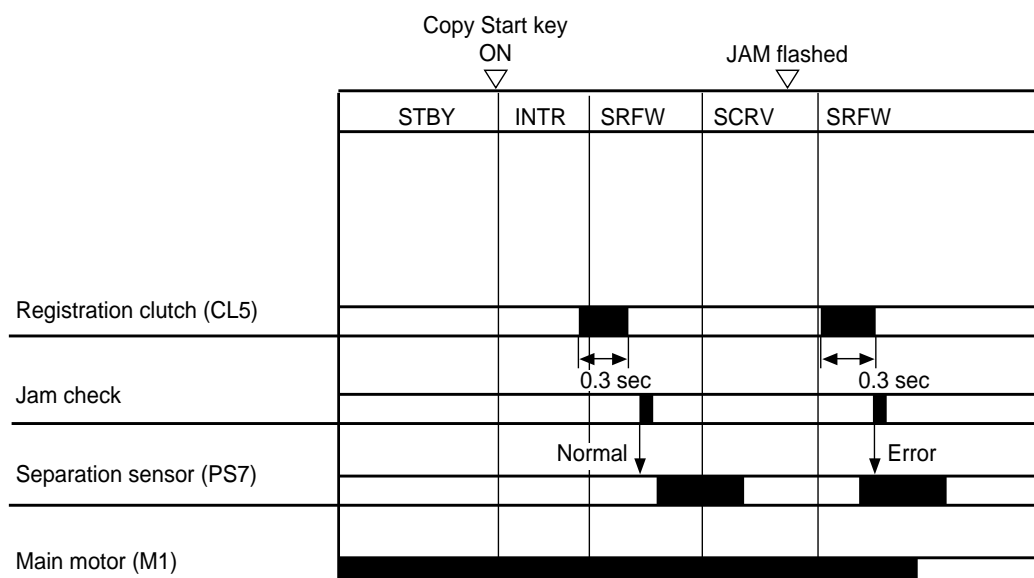 Copy Start key
ON
JAM flashed
STBY INTR SRFW SCRV SRFW
Registration clutch (CL5)
0.3 sec 0.3 sec
Jam check
Normal Error
Separation sensor (PS7)
Main motor (M1)